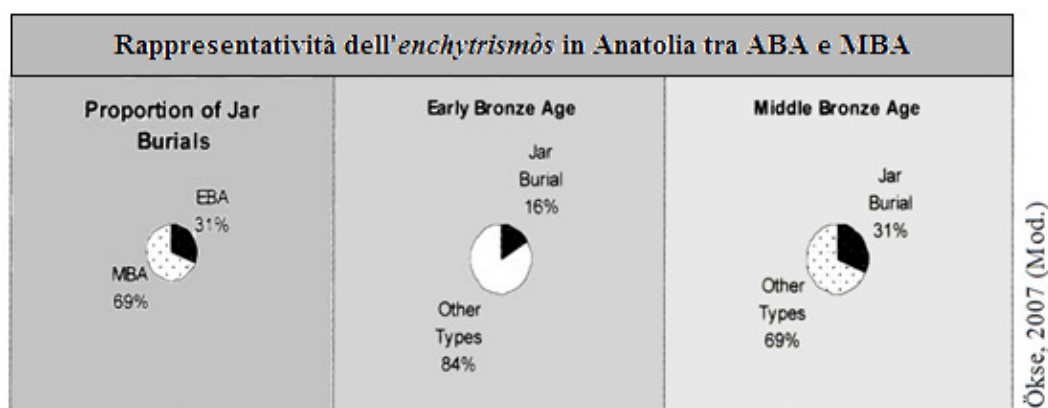 Rappresentatività dell'enchytrismòs in Anatolia tra ABA e MBA
Proportion of Jar
Burials
EBA
31%
MBA
69%
Early Bronze Age
Jar
Burial
16%
Other
Types
84%
Middle Bronze Age
Jar
Burial
31%
Other
Types
69%
Ökse, 2007 (Mod.)